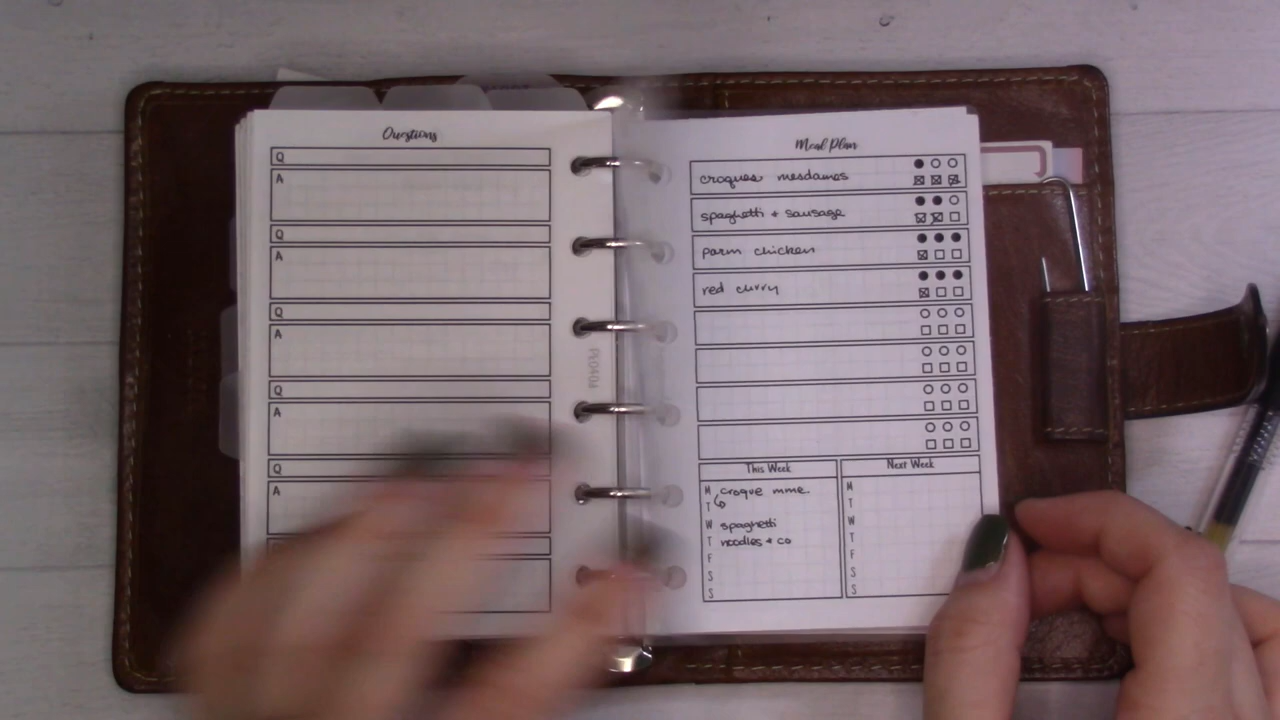 Questions
Q
A
Q
A
Q
A
Q
A
Q
A
Meal Plan
croques mesdames
spaghetti + sausage
parm chicken
red curry
This Week
M croque mme.
T
W spaghetti
T noodles + co
F
S
S
Next Week
M
T
W
T
F
S
S